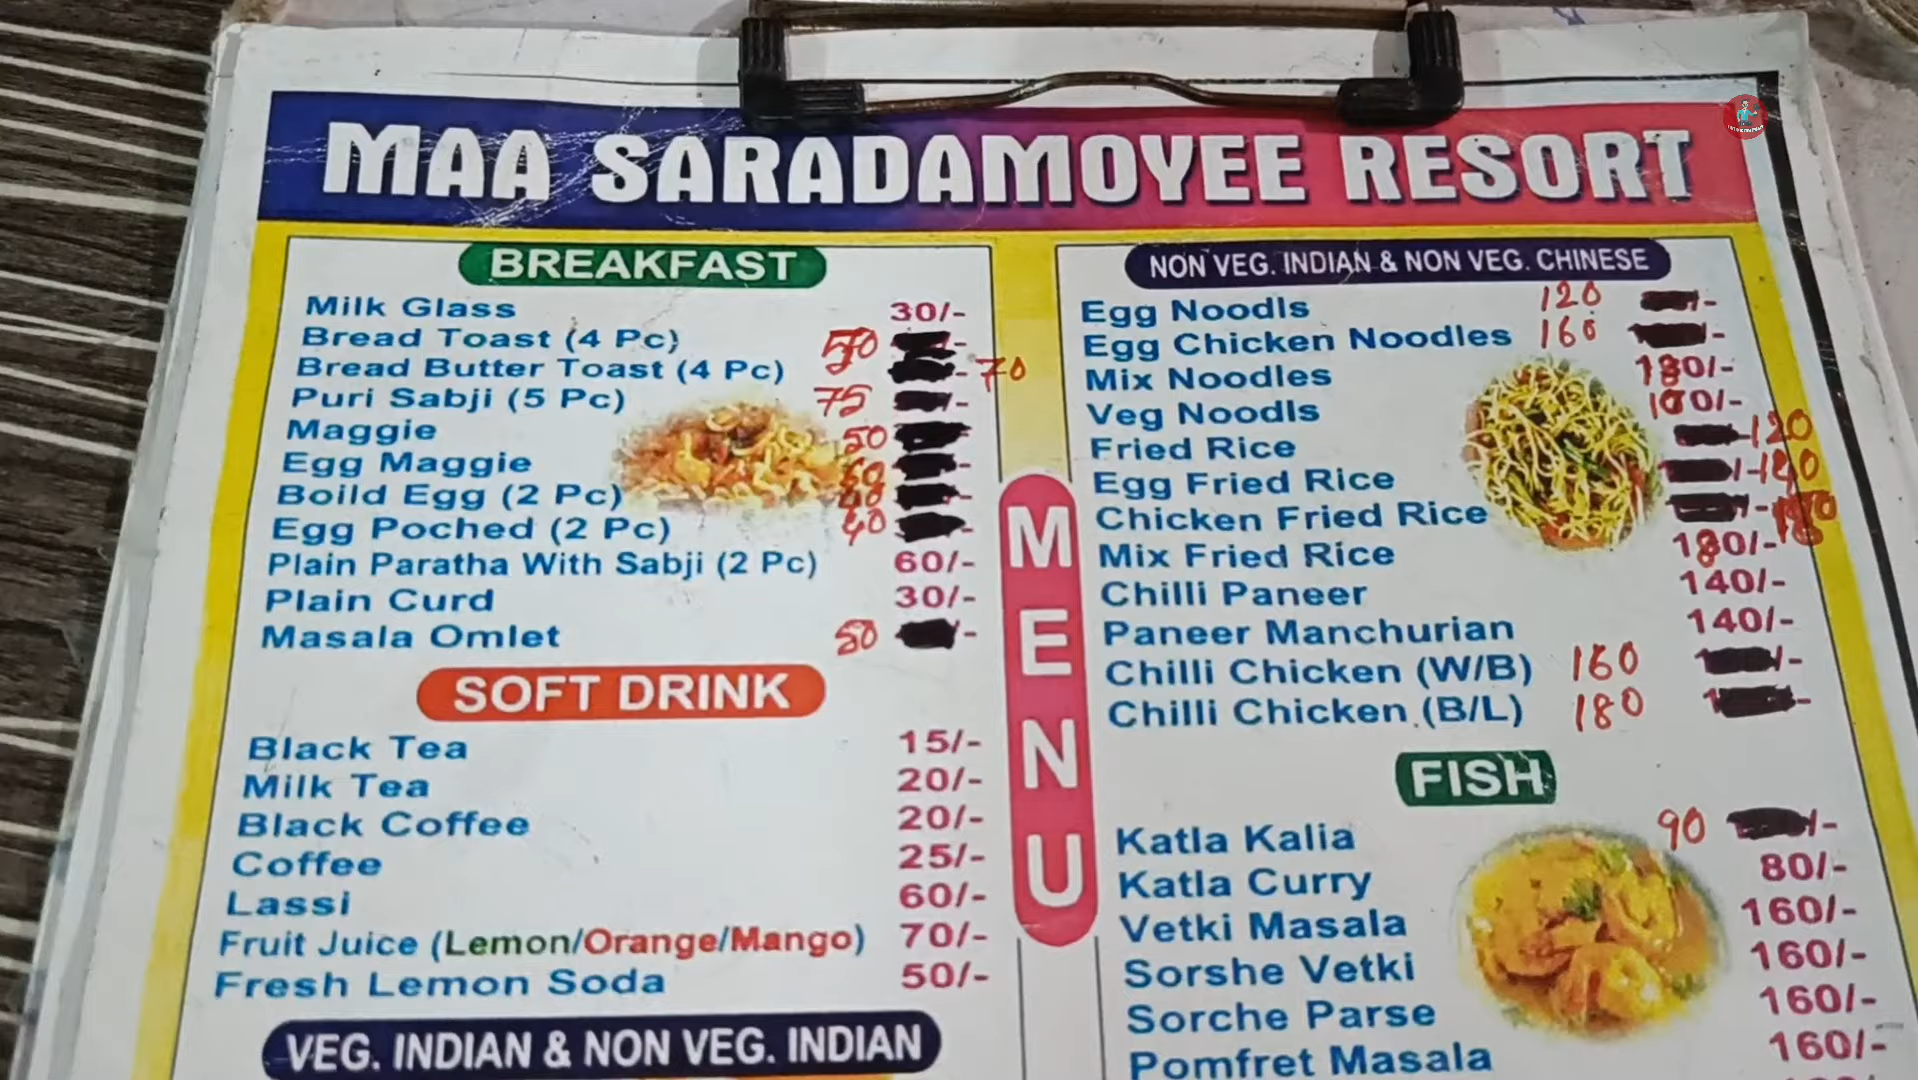 MAA SARADAMOYEE RESORT
BREAKFAST
Milk Glass 30/-
Bread Toast (4 Pc) 50
Bread Butter Toast (4 Pc) 70
Puri Sabji (5 Pc) 75
Maggie 50
Egg Maggie 60
Boild Egg (2 Pc)
Egg Poched (2 Pc) 40
Plain Paratha With Sabji (2 Pc) 60/-
Plain Curd 30/-
Masala Omlet 50
SOFT DRINK
Black Tea 15/-
Milk Tea 20/-
Black Coffee 20/-
Coffee 25/-
Lassi 60/-
Fruit Juice (Lemon/Orange/Mango) 70/-
Fresh Lemon Soda 50/-
VEG. INDIAN & NON VEG. INDIAN
MENU
NON VEG. INDIAN & NON VEG. CHINESE
Egg Noodls 120
Egg Chicken Noodles 160
Mix Noodles 180/-
Veg Noodls 100/-
Fried Rice 120
Egg Fried Rice
Chicken Fried Rice
Mix Fried Rice 180/-
Chilli Paneer 140/-
Paneer Manchurian 140/-
Chilli Chicken (W/B) 160
Chilli Chicken (B/L) 180
FISH
Katla Kalia 90
Katla Curry 80/-
Vetki Masala 160/-
Sorshe Vetki 160/-
Sorche Parse 160/-
Pomfret Masala 160/-